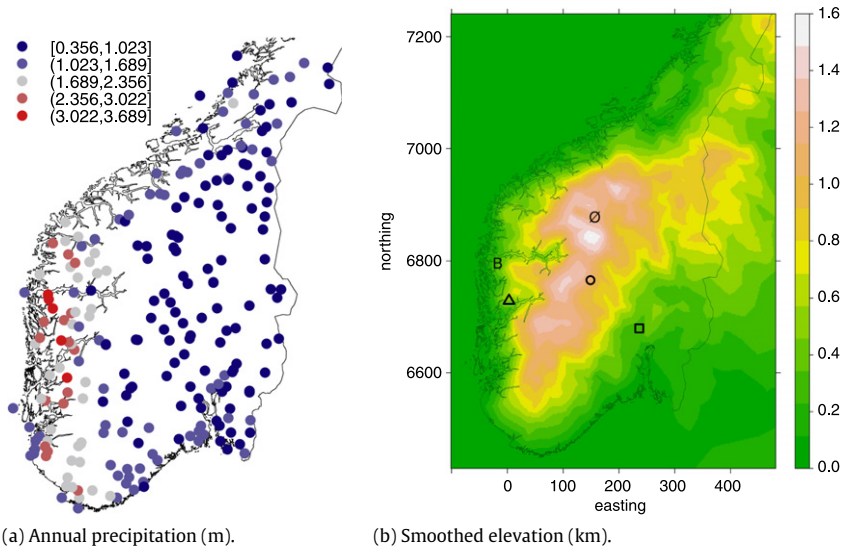 [0.356,1.023]
(1.023,1.689]
(1.689,2.356]
(2.356,3.022]
(3.022,3.689]
(a) Annual precipitation (m).
7200
7000
6800
6600
northing
0 100 200 300 400
easting
Ø
B
1.6
1.4
1.2
1.0
0.8
0.6
0.4
0.2
0.0
(b) Smoothed elevation (km).